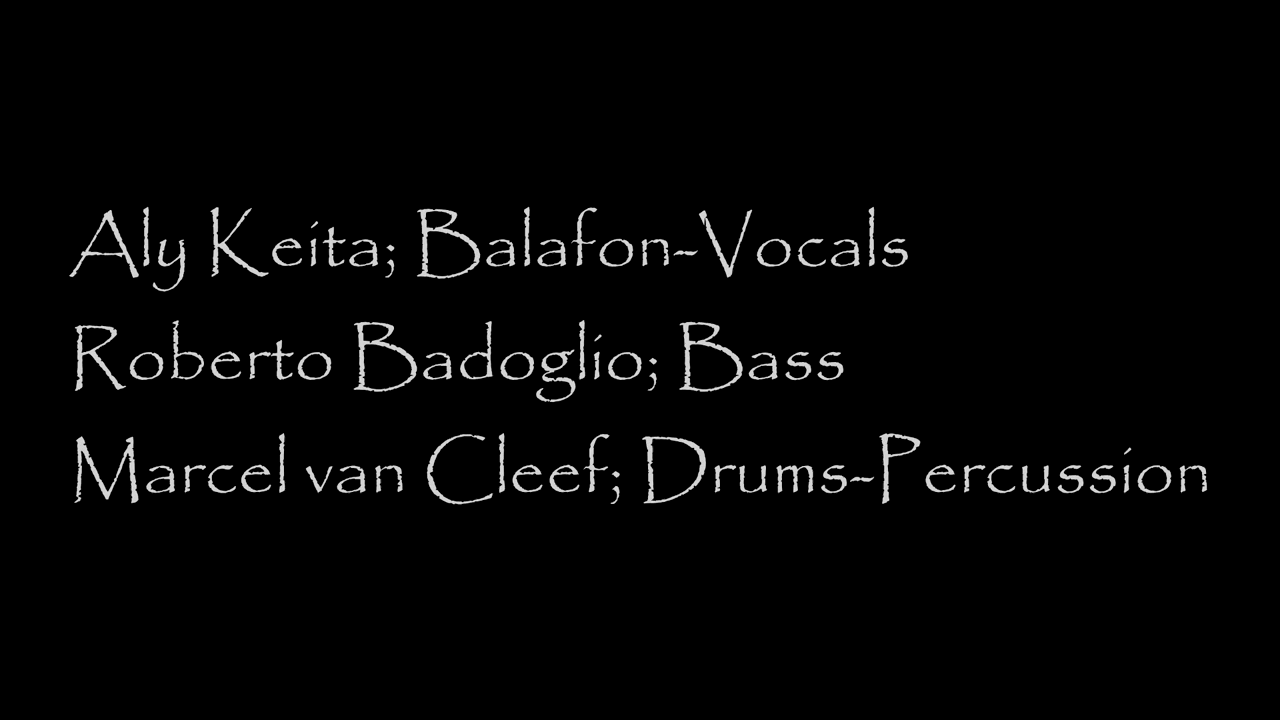 Aly Keita; Balafon-Vocals
Roberto Badoglio; Bass
Marcel van Cleef; Drums-Percussion